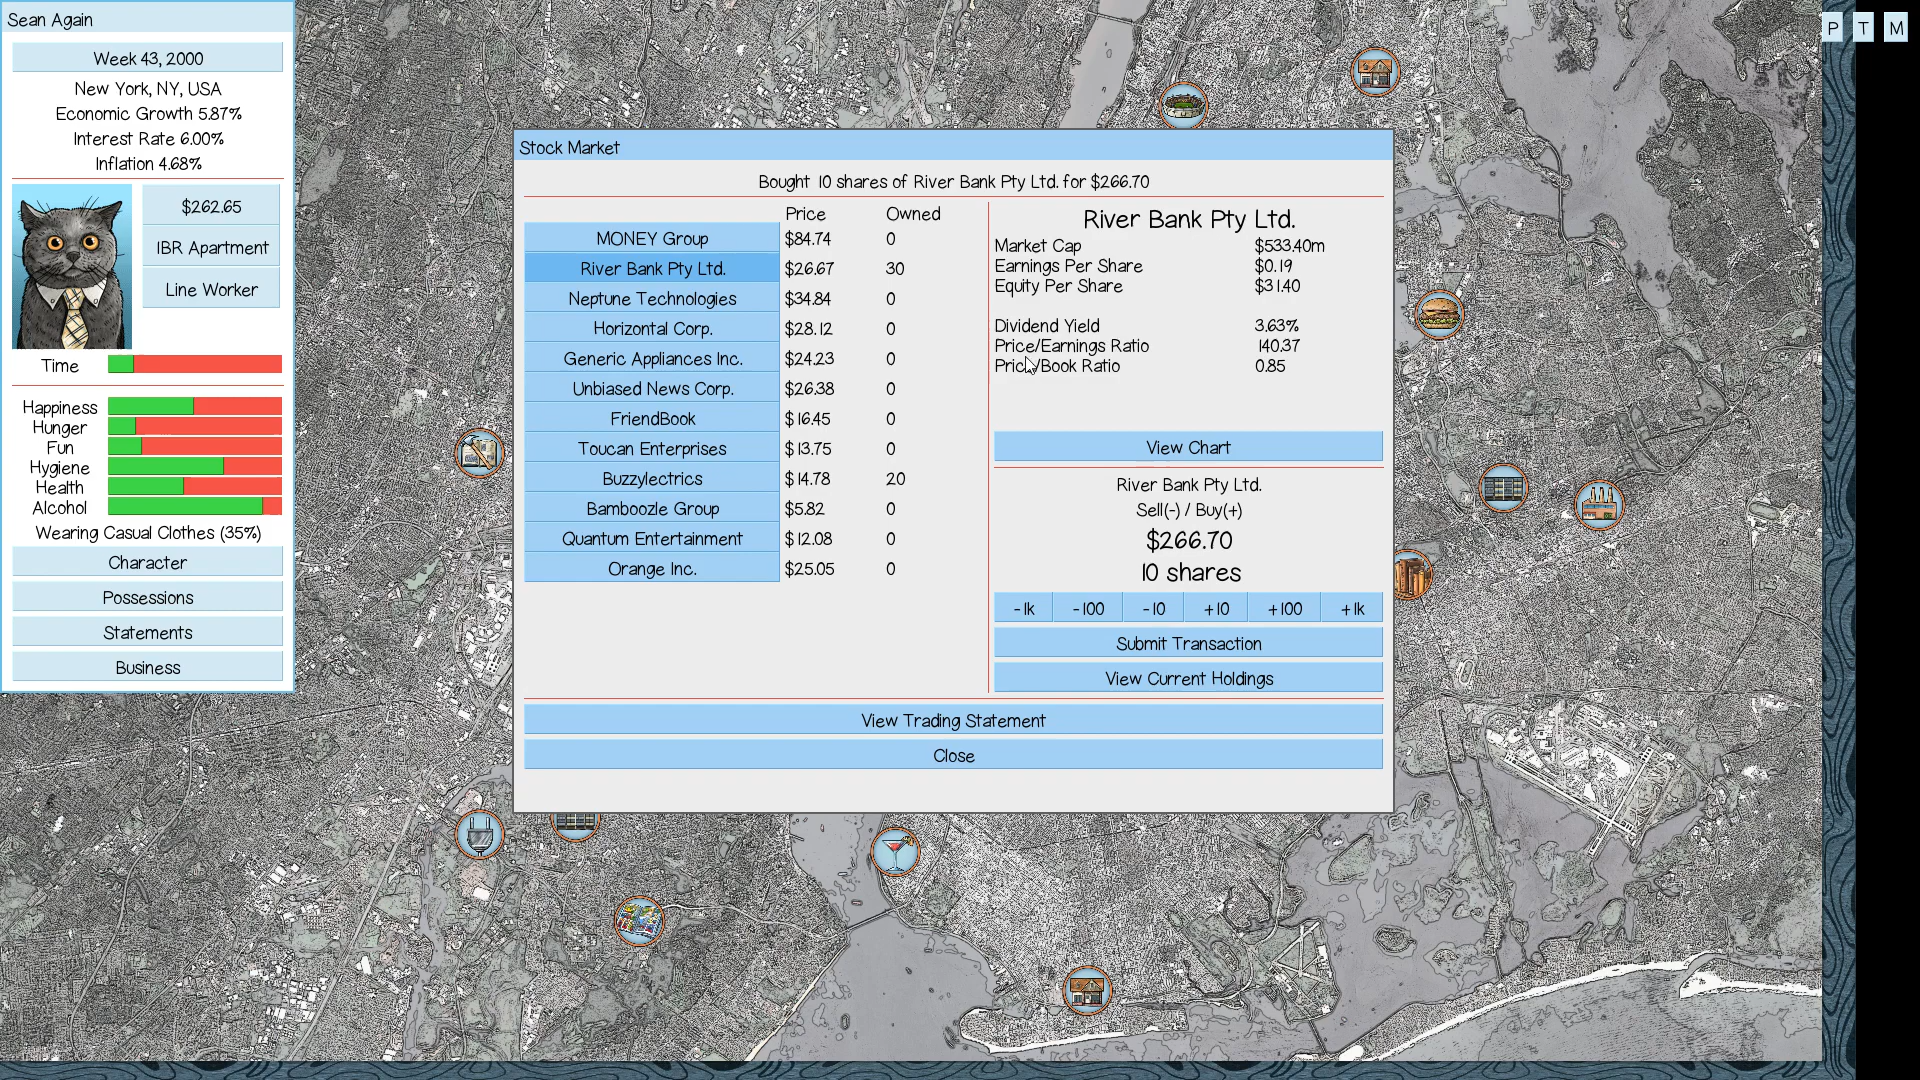 Sean Again
Week 43, 2000
New York, NY, USA
Economic Growth 5.87%
Interest Rate 6.00%
Inflation 4.68%
$262.65
IBR Apartment
Line Worker
Time
Happiness
Hunger
Fun
Hygiene
Health
Alcohol
Wearing Casual Clothes (35%)
Character
Possessions
Statements
Business
Stock Market
Bought 10 shares of River Bank Pty Ltd. for $266.70
Price Owned
MONEY Group $84.74 0
River Bank Pty Ltd. $26.67 30
Neptune Technologies $34.84 0
Horizontal Corp. $28.12 0
Generic Appliances Inc. $24.23 0
Unbiased News Corp. $26.38 0
FriendBook $16.45 0
Toucan Enterprises $13.75 0
Buzzylectrics $14.78 20
Bamboozle Group $5.82 0
Quantum Entertainment $12.08 0
Orange Inc. $25.05 0
River Bank Pty Ltd.
Market Cap $533.40m
Earnings Per Share $0.19
Equity Per Share $31.40
Dividend Yield 3.63%
Price/Earnings Ratio 140.37
Price/Book Ratio 0.85
View Chart
River Bank Pty Ltd.
Sell(-) / Buy(+)
$266.70
10 shares
-1k -100 -10 +10 +100 +1k
Submit Transaction
View Current Holdings
View Trading Statement
Close
P T M